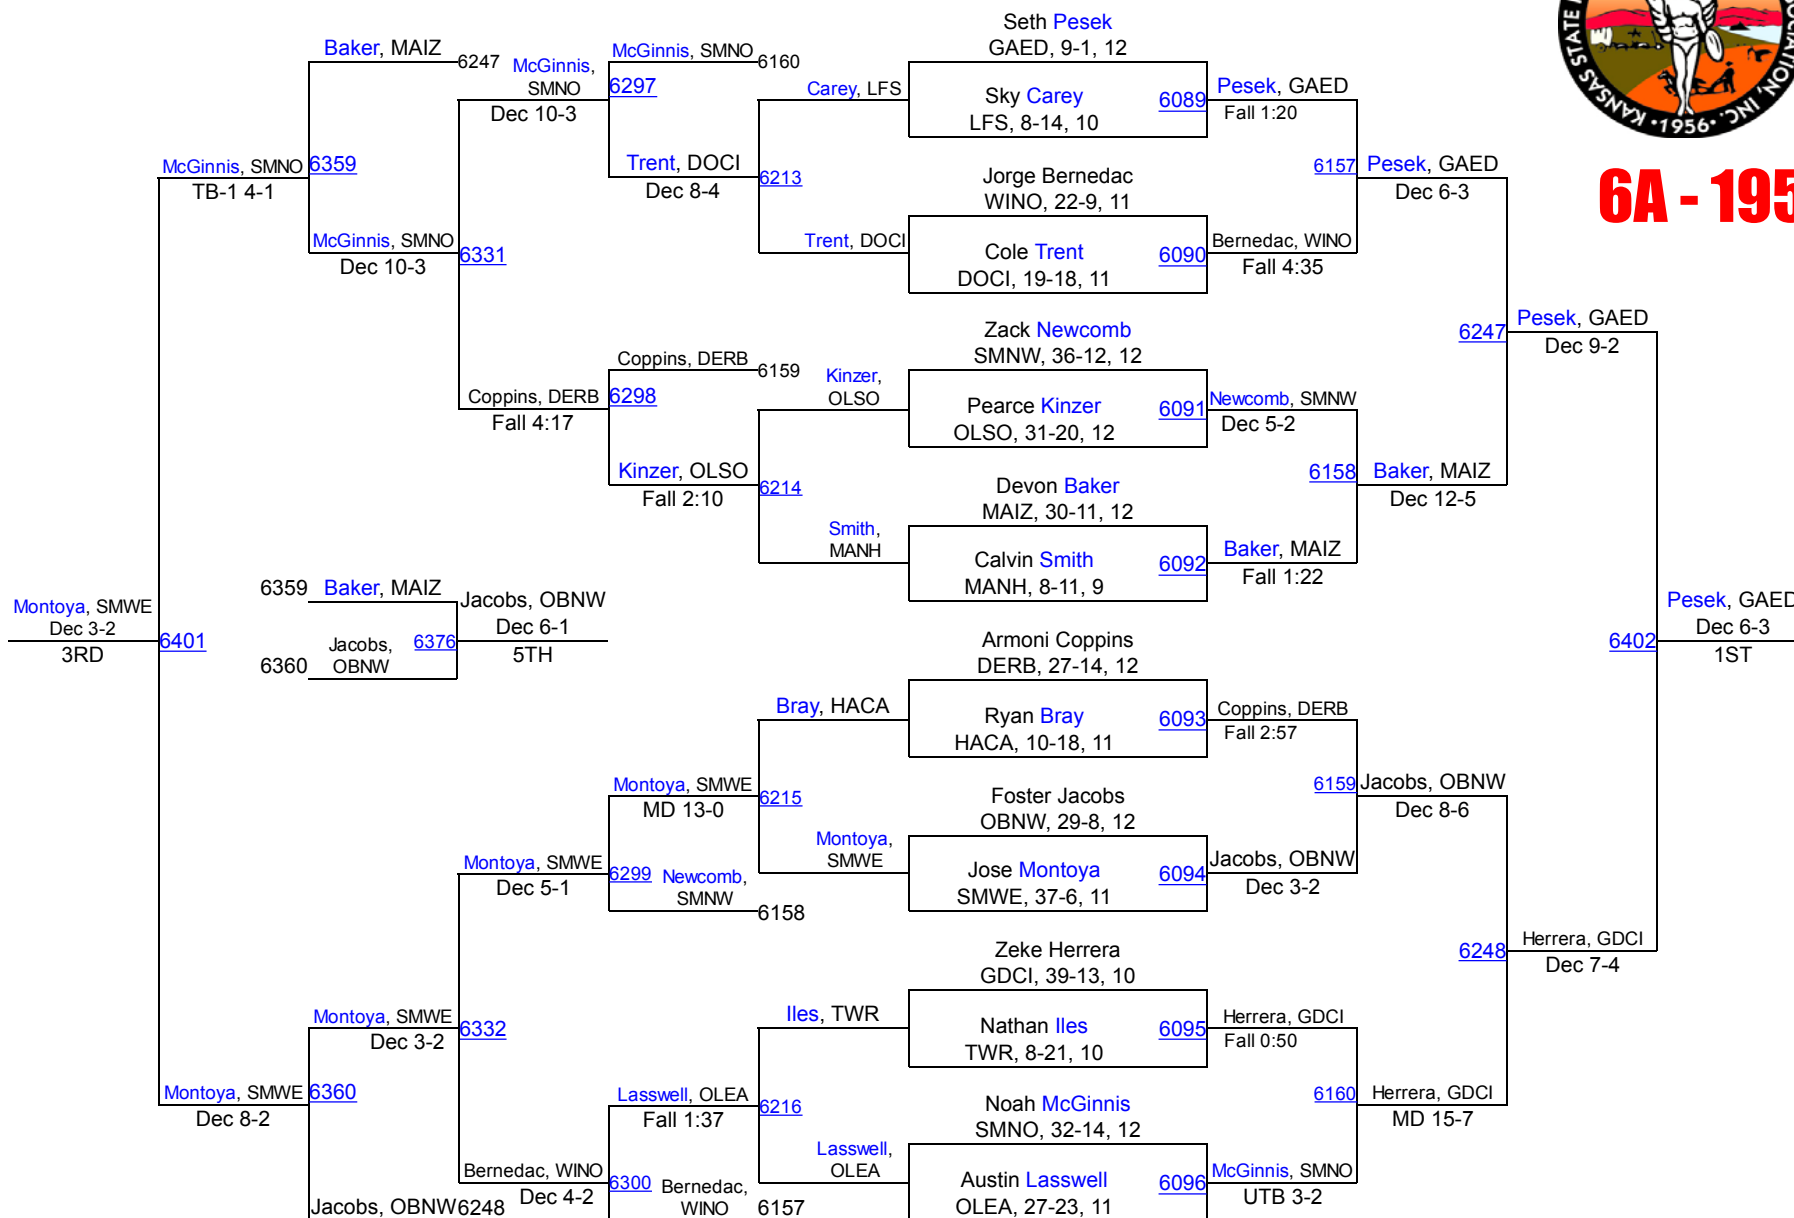 Seth Pesek
GAED, 9-1, 12
Baker, MAIZ
6247
McGinnis,
SMNO
Dec 10-3
McGinnis, SMNO
6160
6297
Carey, LFS
Sky Carey
LFS, 8-14, 10
6089
Pesek, GAED
Fall 1:20
KANSAS STATE
OCIATION, INC.
•1956•
6A - 195
McGinnis, SMNO
TB-1 4-1
6359
Trent, DOCI
Dec 8-4
6213
Jorge Bernedac
WINO, 22-9, 11
6157
Pesek, GAED
Dec 6-3
McGinnis, SMNO
Dec 10-3
6331
Trent, DOCI
Cole Trent
DOCI, 19-18, 11
6090
Bernedac, WINO
Fall 4:35
Zack Newcomb
SMNW, 36-12, 12
6247
Pesek, GAED
Dec 9-2
Coppins, DERB
6159
Kinzer,
OLSO
Coppins, DERB
Fall 4:17
6298
Pearce Kinzer
OLSO, 31-20, 12
6091
Newcomb, SMNW
Dec 5-2
Kinzer, OLSO
Fall 2:10
6214
Devon Baker
MAIZ, 30-11, 12
6158
Baker, MAIZ
Dec 12-5
Smith,
MANH
Calvin Smith
MANH, 8-11, 9
6092
Baker, MAIZ
Fall 1:22
6359
Baker, MAIZ
Jacobs, OBNW
Dec 6-1
5TH
Montoya, SMWE
Dec 3-2
3RD
6401
6360
Jacobs,
OBNW
6376
Armoni Coppins
DERB, 27-14, 12
6402
Pesek, GAED
Dec 6-3
1ST
Bray, HACA
Ryan Bray
HACA, 10-18, 11
6093
Coppins, DERB
Fall 2:57
Montoya, SMWE
MD 13-0
6215
Foster Jacobs
OBNW, 29-8, 12
6159
Jacobs, OBNW
Dec 8-6
Montoya, SMWE
Dec 5-1
6299
Newcomb,
SMNW
6158
Montoya,
SMWE
Jose Montoya
SMWE, 37-6, 11
6094
Jacobs, OBNW
Dec 3-2
Zeke Herrera
GDCI, 39-13, 10
6248
Herrera, GDCI
Dec 7-4
Montoya, SMWE
Dec 3-2
6332
Iles, TWR
Nathan Iles
TWR, 8-21, 10
6095
Herrera, GDCI
Fall 0:50
Montoya, SMWE
Dec 8-2
6360
Lasswell, OLEA
Fall 1:37
6216
Noah McGinnis
SMNO, 32-14, 12
6160
Herrera, GDCI
MD 15-7
Lasswell,
OLEA
Bernedac, WINO
Dec 4-2
6300
Bernedac,
WINO
6157
Austin Lasswell
OLEA, 27-23, 11
6096
McGinnis, SMNO
UTB 3-2
Jacobs, OBNW
6248